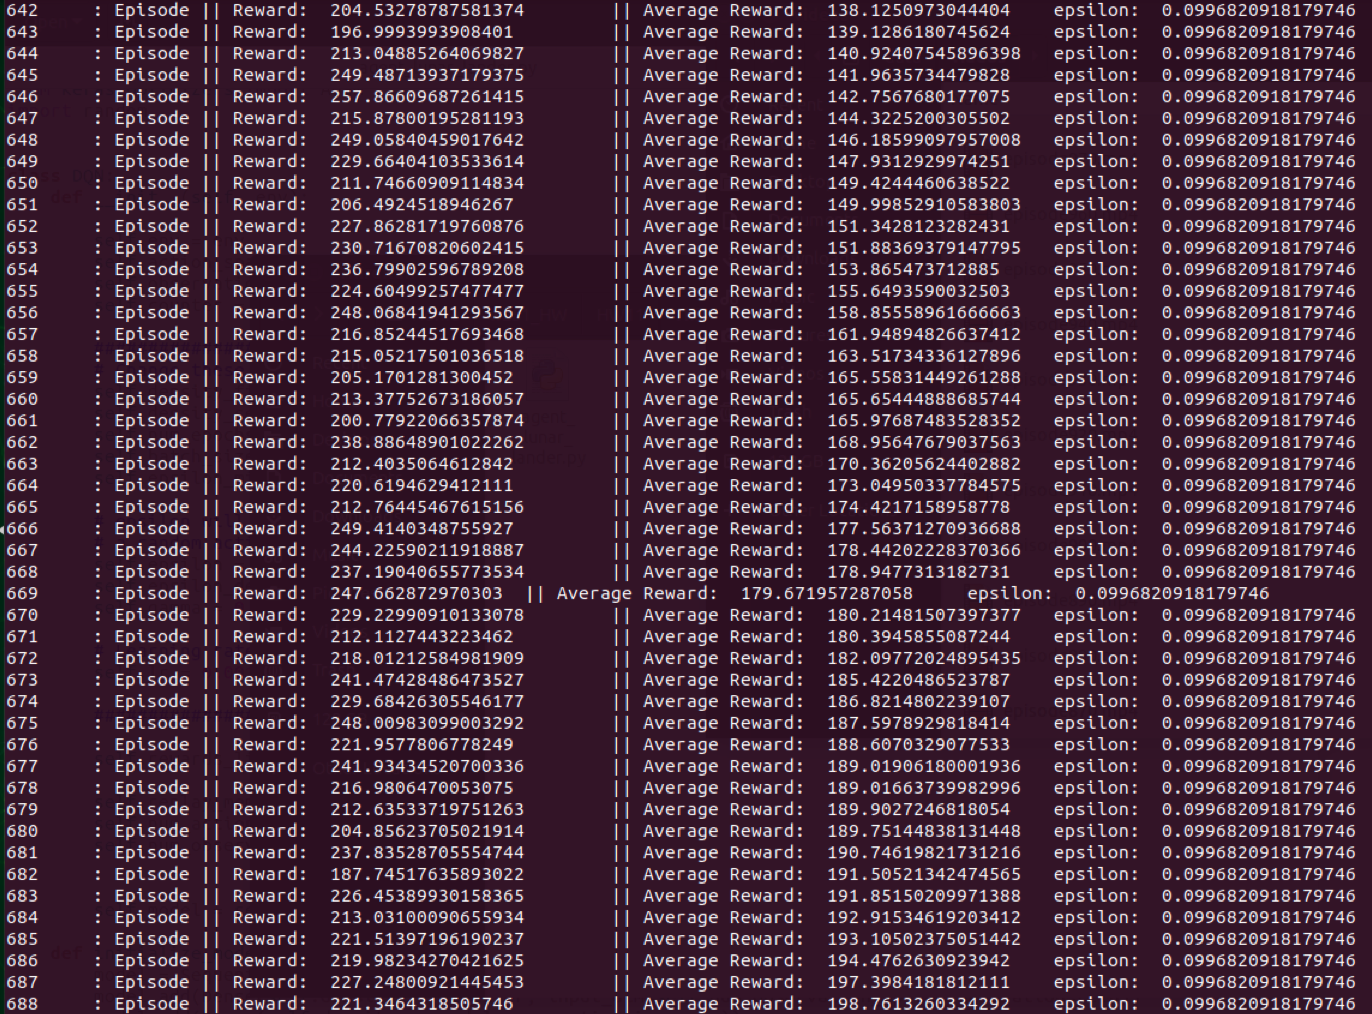 642 : Episode || Reward: 204.53278787581374 || Average Reward: 138.1250973044404 epsilon: 0.0996820918179746
643 : Episode || Reward: 196.9993993908401 || Average Reward: 139.1286180745624 epsilon: 0.0996820918179746
644 : Episode || Reward: 213.04885264069827 || Average Reward: 140.92407545896398 epsilon: 0.0996820918179746
645 : Episode || Reward: 249.48713937179375 || Average Reward: 141.9635734479828 epsilon: 0.0996820918179746
646 : Episode || Reward: 257.86609687261415 || Average Reward: 142.7567680177075 epsilon: 0.0996820918179746
647 : Episode || Reward: 215.87800195281193 || Average Reward: 144.3225200305502 epsilon: 0.0996820918179746
648 : Episode || Reward: 249.05840459017642 || Average Reward: 146.18599097957008 epsilon: 0.0996820918179746
649 : Episode || Reward: 229.66404103533614 || Average Reward: 147.9312929974251 epsilon: 0.0996820918179746
650 : Episode || Reward: 211.74660909114834 || Average Reward: 149.4244460638522 epsilon: 0.0996820918179746
651 : Episode || Reward: 206.4924518946267 || Average Reward: 149.99852910583803 epsilon: 0.0996820918179746
652 : Episode || Reward: 227.86281719760876 || Average Reward: 151.3428123282431 epsilon: 0.0996820918179746
653 : Episode || Reward: 230.71670820602415 || Average Reward: 151.88369379147795 epsilon: 0.0996820918179746
654 : Episode || Reward: 236.79902596789208 || Average Reward: 153.865473712885 epsilon: 0.0996820918179746
655 : Episode || Reward: 224.60499257477477 || Average Reward: 155.6493590032503 epsilon: 0.0996820918179746
656 : Episode || Reward: 248.06841941293567 || Average Reward: 158.85558961666663 epsilon: 0.0996820918179746
657 : Episode || Reward: 216.85244517693468 || Average Reward: 161.94894826637412 epsilon: 0.0996820918179746
658 : Episode || Reward: 215.05217501036518 || Average Reward: 163.51734336127896 epsilon: 0.0996820918179746
659 : Episode || Reward: 205.1701281300452 || Average Reward: 165.55831449261288 epsilon: 0.0996820918179746
660 : Episode || Reward: 213.37752673186057 || Average Reward: 165.65444888685744 epsilon: 0.0996820918179746
661 : Episode || Reward: 200.77922066357874 || Average Reward: 165.97687483528352 epsilon: 0.0996820918179746
662 : Episode || Reward: 238.88648901022262 || Average Reward: 168.95647679037563 epsilon: 0.0996820918179746
663 : Episode || Reward: 212.4035064612842 || Average Reward: 170.36205624402882 epsilon: 0.0996820918179746
664 : Episode || Reward: 220.6194629412111 || Average Reward: 173.04950337784575 epsilon: 0.0996820918179746
665 : Episode || Reward: 212.76445467615156 || Average Reward: 174.4217158958778 epsilon: 0.0996820918179746
666 : Episode || Reward: 249.4140348755927 || Average Reward: 177.56371270936688 epsilon: 0.0996820918179746
667 : Episode || Reward: 244.22590211918887 || Average Reward: 178.44202228370366 epsilon: 0.0996820918179746
668 : Episode || Reward: 237.19040655773534 || Average Reward: 178.9477313182731 epsilon: 0.0996820918179746
669 : Episode || Reward: 247.662872970303 || Average Reward: 179.671957287058 epsilon: 0.0996820918179746
670 : Episode || Reward: 229.22990910133078 || Average Reward: 180.21481507397377 epsilon: 0.0996820918179746
671 : Episode || Reward: 212.1127443223462 || Average Reward: 180.3945855087244 epsilon: 0.0996820918179746
672 : Episode || Reward: 218.01212584981909 || Average Reward: 182.09772024895435 epsilon: 0.0996820918179746
673 : Episode || Reward: 241.47428486473527 || Average Reward: 185.4220486523787 epsilon: 0.0996820918179746
674 : Episode || Reward: 229.68426305546177 || Average Reward: 186.8214802239107 epsilon: 0.0996820918179746
675 : Episode || Reward: 248.00983099003292 || Average Reward: 187.5978929818414 epsilon: 0.0996820918179746
676 : Episode || Reward: 221.9577806778249 || Average Reward: 188.6070329077533 epsilon: 0.0996820918179746
677 : Episode || Reward: 241.93434520700336 || Average Reward: 189.01906180001936 epsilon: 0.0996820918179746
678 : Episode || Reward: 216.9806470053075 || Average Reward: 189.01663739982996 epsilon: 0.0996820918179746
679 : Episode || Reward: 212.63533719751263 || Average Reward: 189.9027246818054 epsilon: 0.0996820918179746
680 : Episode || Reward: 204.85623705021914 || Average Reward: 189.75144838131448 epsilon: 0.0996820918179746
681 : Episode || Reward: 237.83528705554744 || Average Reward: 190.74619821731216 epsilon: 0.0996820918179746
682 : Episode || Reward: 187.74517635893022 || Average Reward: 191.50521342474565 epsilon: 0.0996820918179746
683 : Episode || Reward: 226.45389930158365 || Average Reward: 191.85150209971388 epsilon: 0.0996820918179746
684 : Episode || Reward: 213.03100090655934 || Average Reward: 192.91534619203412 epsilon: 0.0996820918179746
685 : Episode || Reward: 221.51397196190237 || Average Reward: 193.10502375051442 epsilon: 0.0996820918179746
686 : Episode || Reward: 219.98234270421625 || Average Reward: 194.4762630923942 epsilon: 0.0996820918179746
687 : Episode || Reward: 227.24800921445453 || Average Reward: 197.3984181812111 epsilon: 0.0996820918179746
688 : Episode || Reward: 221.3464318505746 || Average Reward: 198.7613260334292 epsilon: 0.0996820918179746